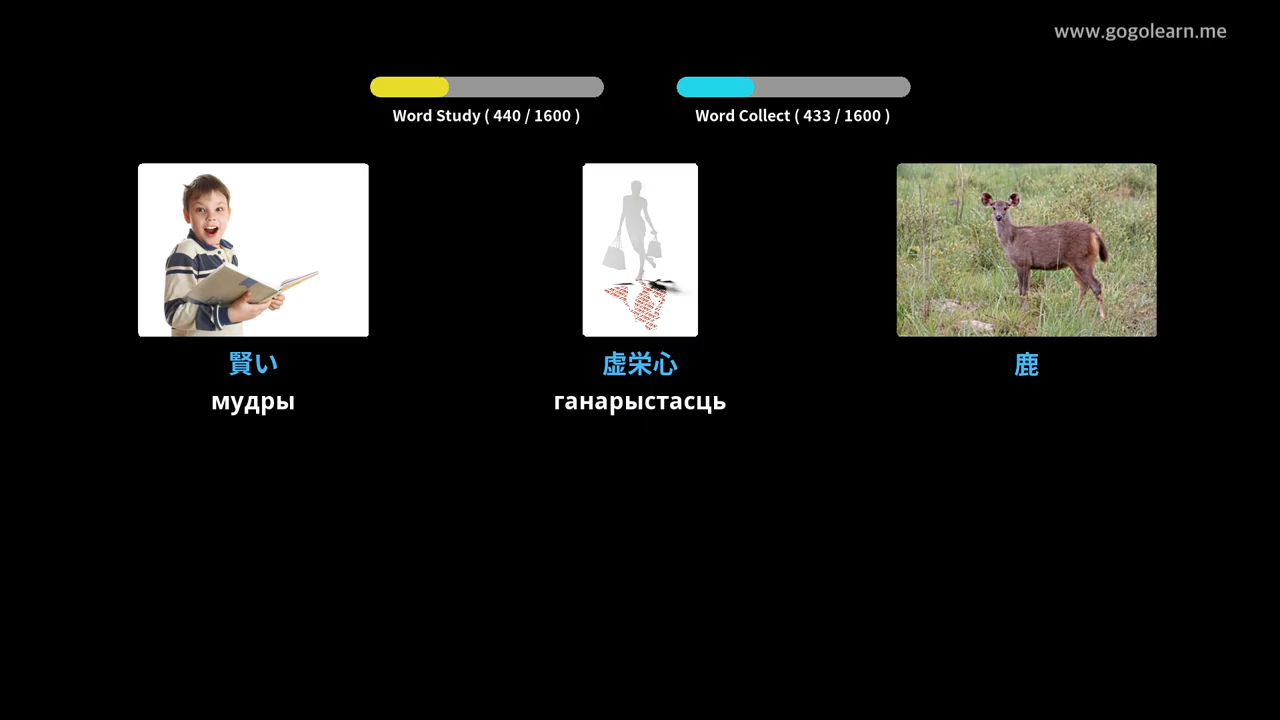 www.gogolearn.me
Word Study ( 440 / 1600 )
Word Collect ( 433 / 1600 )
賢い
虚栄心
鹿
мудры
ганарыстасць